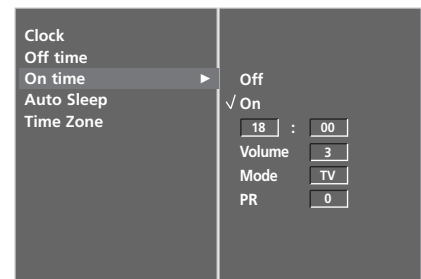 Clock
Off time
On time ►
Auto Sleep
Time Zone
Off
√ On
18 : 00
Volume 3
Mode TV
PR 0